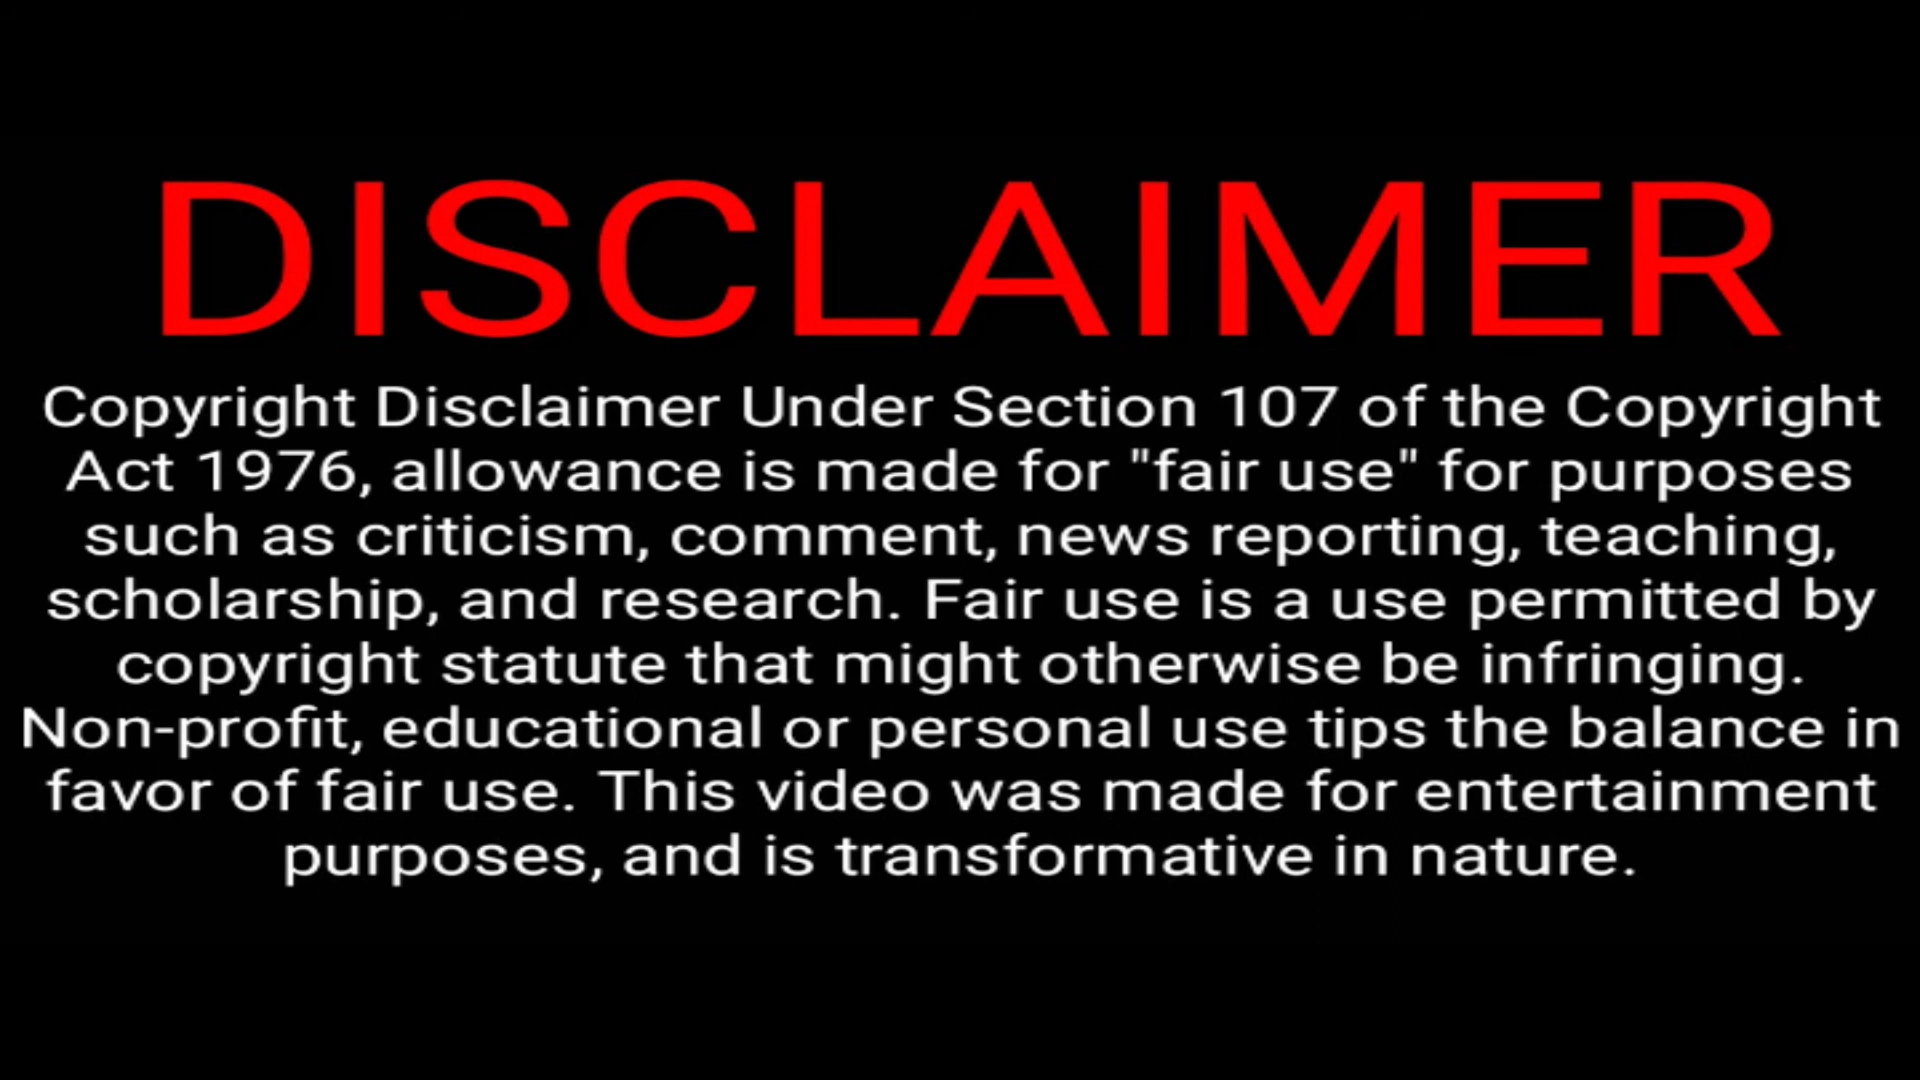 DISCLAIMER
Copyright Disclaimer Under Section 107 of the Copyright
Act 1976, allowance is made for "fair use" for purposes
such as criticism, comment, news reporting, teaching,
scholarship, and research. Fair use is a use permitted by
copyright statute that might otherwise be infringing.
Non-profit, educational or personal use tips the balance in
favor of fair use. This video was made for entertainment
purposes, and is transformative in nature.